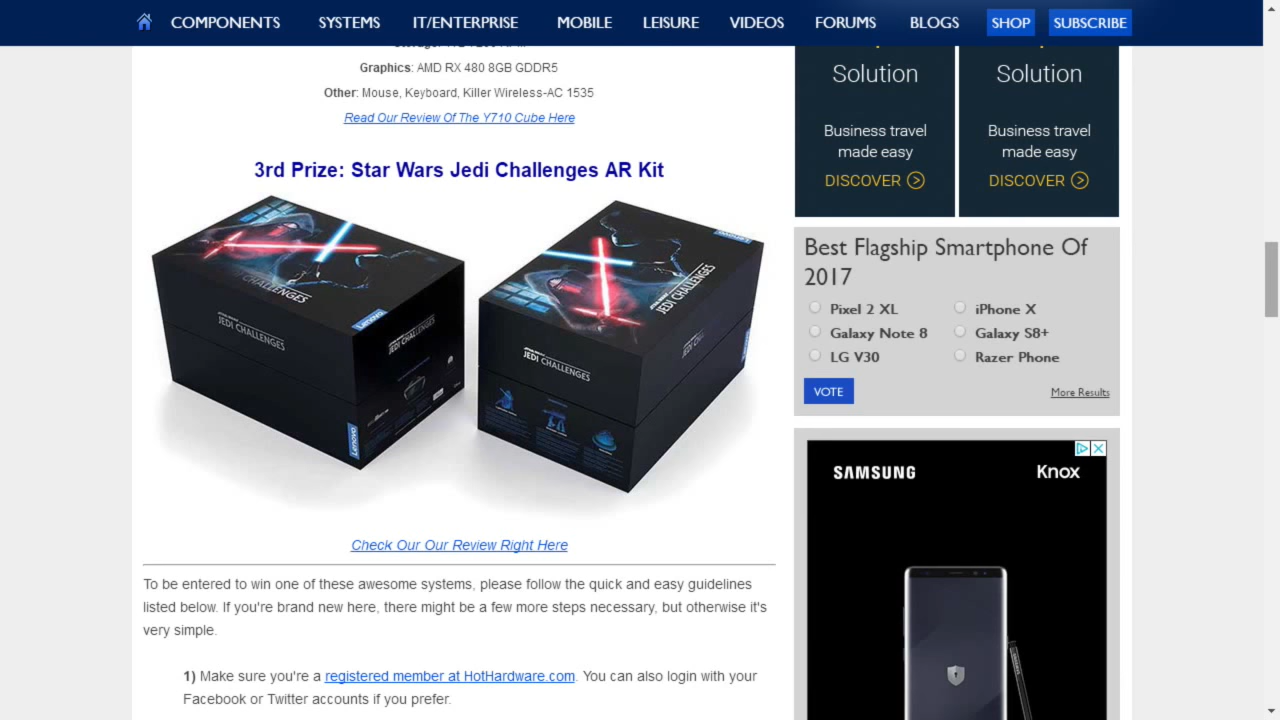 COMPONENTS SYSTEMS IT/ENTERPRISE MOBILE LEISURE VIDEOS FORUMS BLOGS SHOP SUBSCRIBE
Graphics: AMD RX 480 8GB GDDR5
Other: Mouse, Keyboard, Killer Wireless-AC 1535
Read Our Review Of The Y710 Cube Here
3rd Prize: Star Wars Jedi Challenges AR Kit
CHALLENGES
Lenovo
JEDI CHALLENGES
JEDI CHALLENGES
Lenovo
JEDI CHALLENGES
JEDI CHALLENGES
Lenovo
Check Our Our Review Right Here
To be entered to win one of these awesome systems, please follow the quick and easy guidelines
listed below. If you're brand new here, there might be a few more steps necessary, but otherwise it's
very simple.
1) Make sure you're a registered member at HotHardware.com. You can also login with your
Facebook or Twitter accounts if you prefer.
Solution
Business travel
made easy
DISCOVER
Solution
Business travel
made easy
DISCOVER
Best Flagship Smartphone Of
2017
Pixel 2 XL iPhone X
Galaxy Note 8 Galaxy S8+
LG V30 Razer Phone
VOTE More Results
SAMSUNG Knox